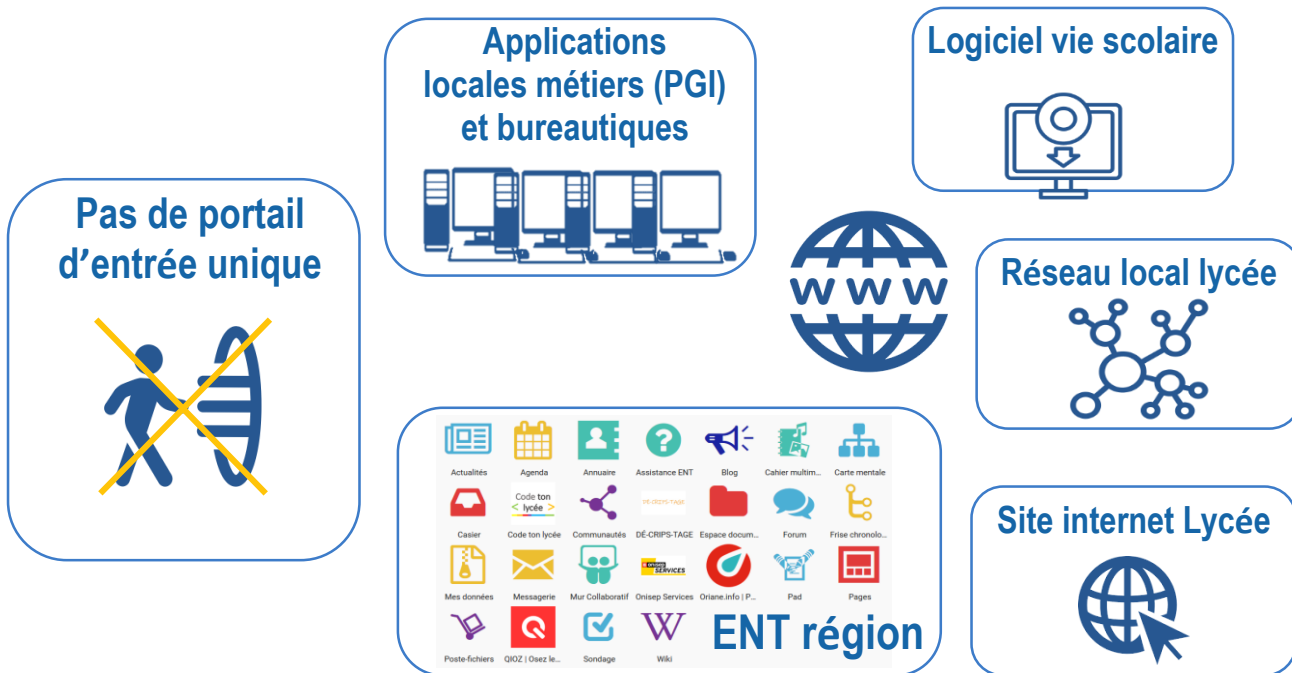 Pas de portail
d'entrée unique
Applications
locales métiers (PGI)
et bureautiques
Logiciel vie scolaire
W W W
Réseau local lycée
Site internet Lycée
Actualités
Agenda
Annuaire
Assistance ENT
Blog
Cahier multim...
Carte mentale
Code ton
< lycée >
Casier
Code ton lycée
Communautés
DÉ-CRIPS-TAGE
DÉ-CRIPS-TAGE
Espace docum...
Forum
Frise chronolo...
onisep
SERVICES
Mes données
Messagerie
Mur Collaboratif
Onisep Services
Oriane.info | P...
Pad
Pages
W
Poste-fichiers
QIOZ | Osez le...
Sondage
Wiki
ENT région